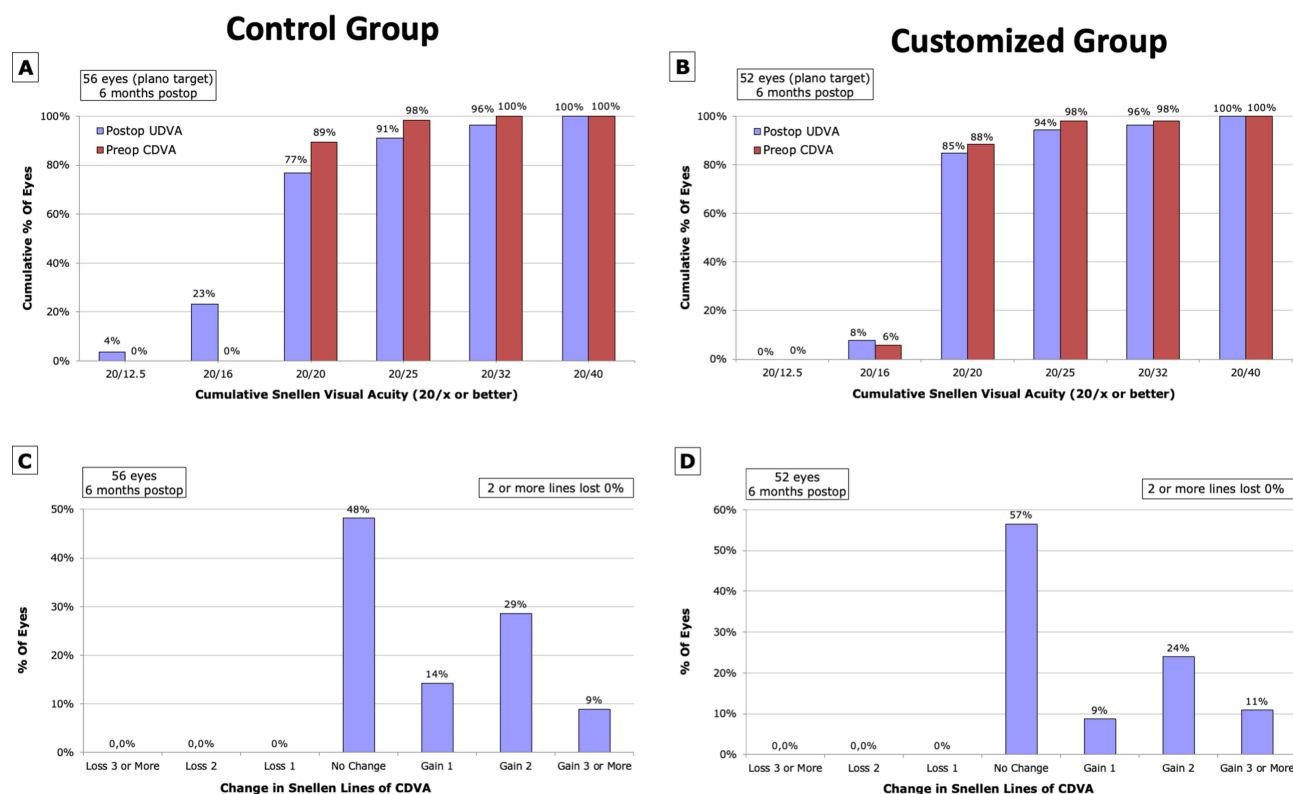 Control Group
A
56 eyes (plano target)
6 months postop
Postop UDVA
Preop CDVA
Cumulative % Of Eyes
100%
80%
60%
40%
20%
0%
4%
0%
23%
0%
77%
89%
91%
98%
96%
100%
100%
100%
20/12.5
20/16
20/20
20/25
20/32
20/40
Cumulative Snellen Visual Acuity (20/x or better)
Customized Group
B
52 eyes (plano target)
6 months postop
Postop UDVA
Preop CDVA
Cumulative % Of Eyes
100%
80%
60%
40%
20%
0%
0%
0%
8%
6%
85%
88%
94%
98%
96%
98%
100%
100%
20/12.5
20/16
20/20
20/25
20/32
20/40
Cumulative Snellen Visual Acuity (20/x or better)
C
56 eyes
6 months postop
2 or more lines lost 0%
% Of Eyes
50%
40%
30%
20%
10%
0%
0,0%
0,0%
0%
48%
14%
29%
9%
Loss 3 or More
Loss 2
Loss 1
No Change
Gain 1
Gain 2
Gain 3 or More
Change in Snellen Lines of CDVA
D
52 eyes
6 months postop
2 or more lines lost 0%
% Of Eyes
60%
50%
40%
30%
20%
10%
0%
0,0%
0,0%
0%
57%
9%
24%
11%
Loss 3 or More
Loss 2
Loss 1
No Change
Gain 1
Gain 2
Gain 3 or More
Change in Snellen Lines of CDVA